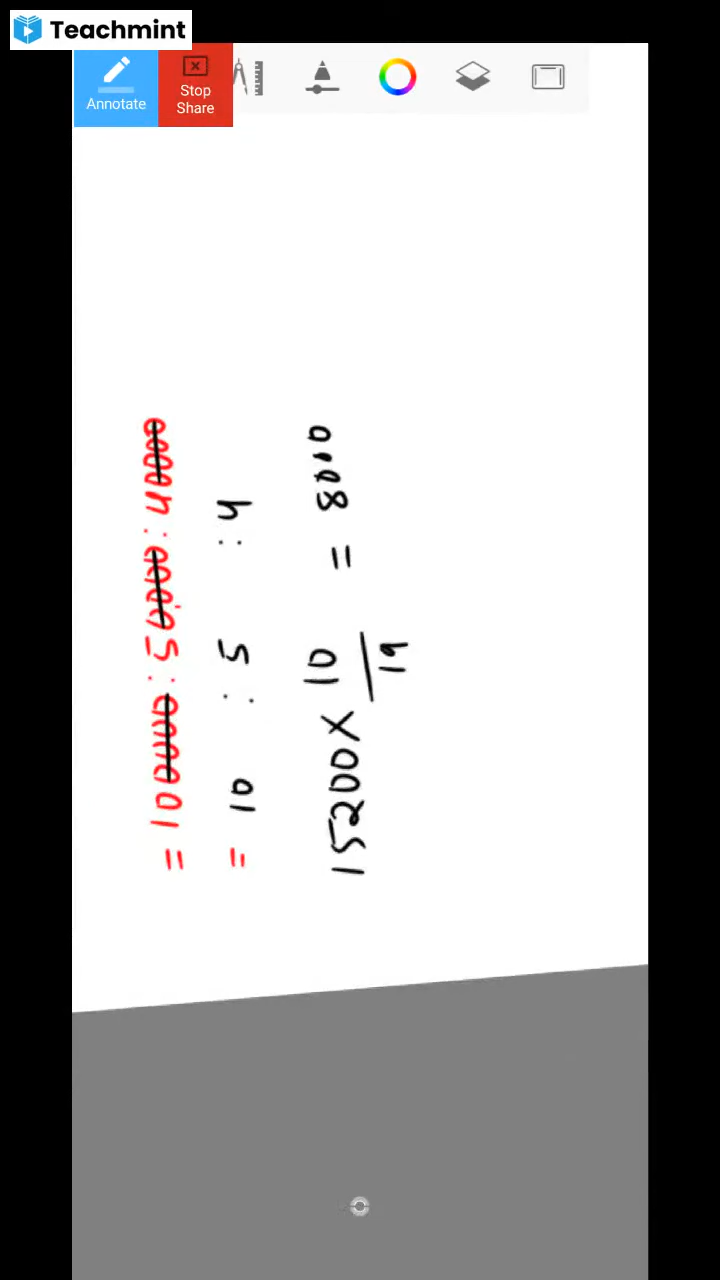 Teachmint
Annotate
Stop Share
= 100000 : 50000 : 40000
= 10 : 5 : 4
15200 × 10/19 = 8000